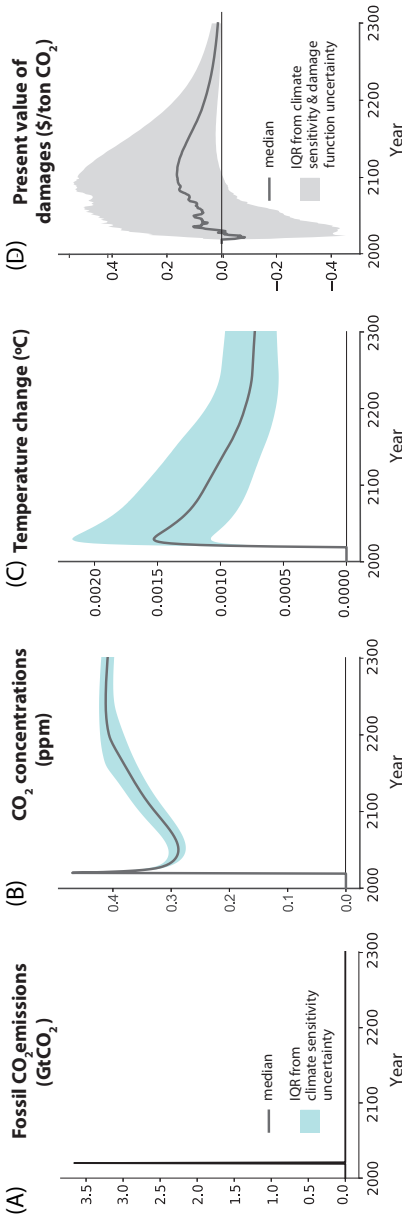 (A)
Fossil CO2emissions
(GtCO2)
3.5
3.0
2.5
2.0
1.5
1.0
0.5
0.0
median
IQR from
climate sensitivity
uncertainty
2000
2100
2200
2300
Year
(B)
CO2 concentrations
(ppm)
0.4
0.3
0.2
0.1
0.0
2000
2100
2200
2300
Year
(C) Temperature change (ºC)
0.0020
0.0015
0.0010
0.0005
0.0000
2000
2100
2200
2300
Year
(D)
Present value of
damages ($/ton CO2)
0.4
0.2
0.0
−0.2
−0.4
median
IQR from climate
sensitivity & damage
function uncertainty
2000
2100
2200
2300
Year